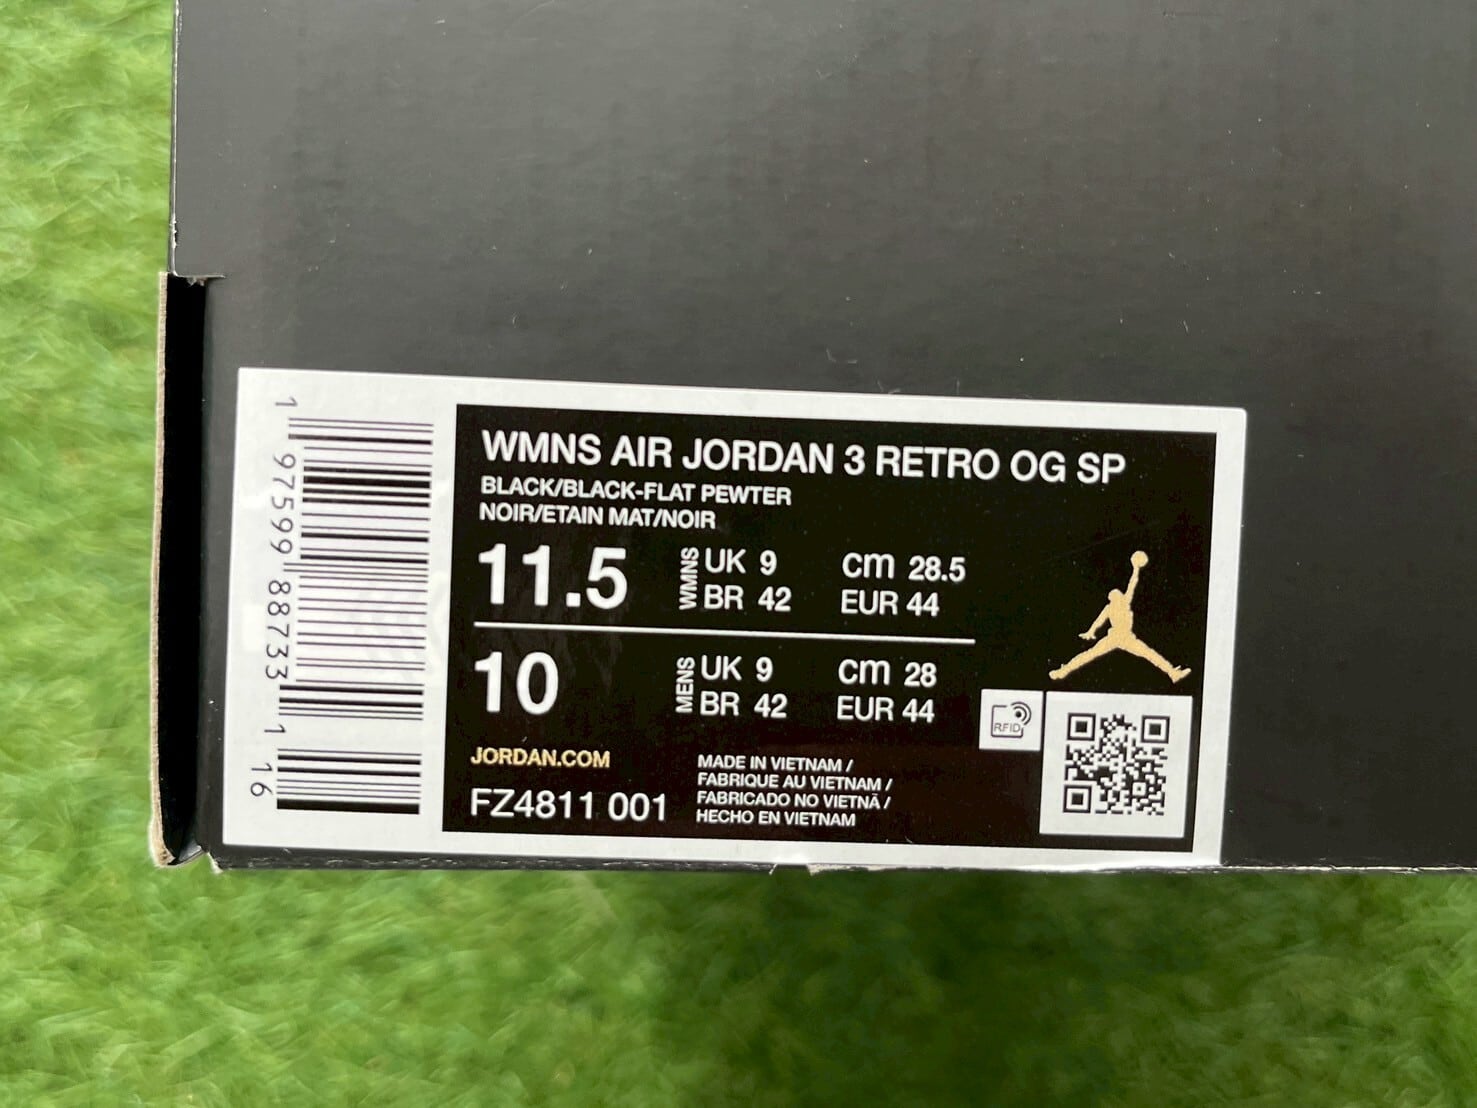 WMNS AIR JORDAN 3 RETRO OG SP
BLACK/BLACK-FLAT PEWTER
NOIR/ETAIN MAT/NOIR
11.5 WMNS UK 9 cm 28.5
BR 42 EUR 44
10 MENS UK 9 cm 28
BR 42 EUR 44
JORDAN.COM
FZ4811 001
MADE IN VIETNAM /
FABRIQUE AU VIETNAM /
FABRICADO NO VIETNÃ /
HECHO EN VIETNAM
RFID
1 97599 88733 1 16